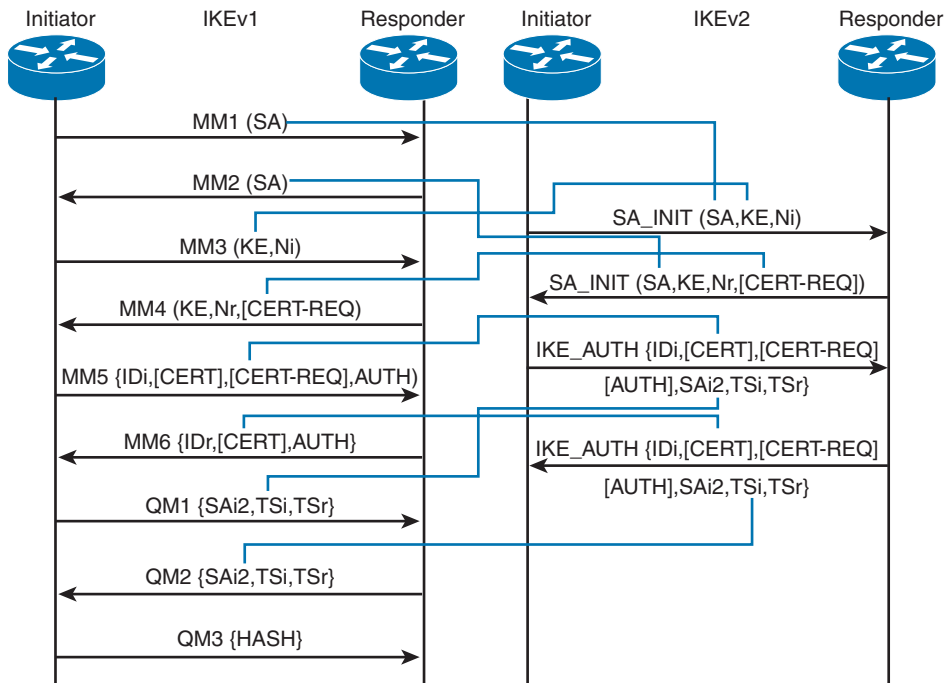 Initiator IKEv1 Responder Initiator IKEv2 Responder
MM1 (SA)
MM2 (SA)
MM3 (KE,Ni)
MM4 (KE,Nr,[CERT-REQ)
MM5 {IDi,[CERT],[CERT-REQ],AUTH)
MM6 {IDr,[CERT],AUTH}
QM1 {SAi2,TSi,TSr}
QM2 {SAi2,TSi,TSr}
QM3 {HASH}
SA_INIT (SA,KE,Ni)
SA_INIT (SA,KE,Nr,[CERT-REQ])
IKE_AUTH {IDi,[CERT],[CERT-REQ]
[AUTH],SAi2,TSi,TSr}
IKE_AUTH {IDi,[CERT],[CERT-REQ]
[AUTH],SAi2,TSi,TSr}